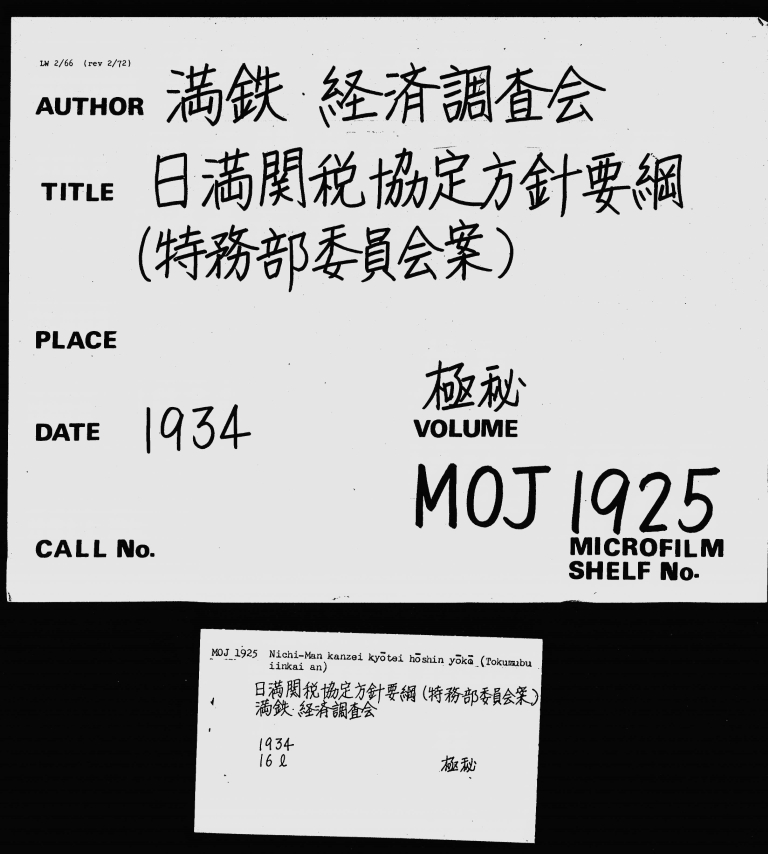 LW 2/66 (rev 2/72)
AUTHOR 満鉄 経済調査会
TITLE 日満関税協定方針要綱
(特務部委員会案)
PLACE
極秘
DATE 1934
VOLUME
MOJ 1925
CALL No.
MICROFILM
SHELF No.
MOJ 1925 Nichi-Man kanzei kyōtei hōshin yōkō (Tokumubu
iinkai an)
日満関税協定方針要綱(特務部委員会案)
満鉄. 経済調査会
1934
16 l 極秘